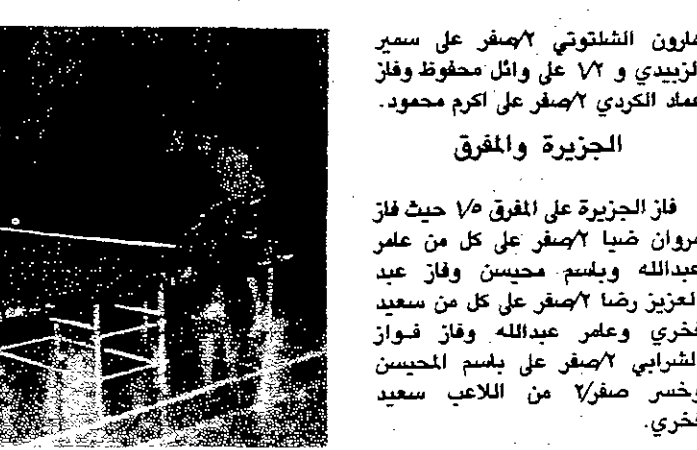 هارون الشلتوتي ٢/صفر على سمير
الزبيدي و ١/٢ على وائل محفوظ وفاز
عماد الكردي ٢/صفر على اكرم محمود.
الجزيرة والمفرق
فاز الجزيرة على المفرق ١/٥ حيث فاز
مروان ضيا ٢/صفر على كل من عامر
عبدالله وباسم محيسن وفاز عبد
العزيز رضا ٢/صفر على كل من سعيد
فخري وعامر عبدالله وفاز فواز
الشرابي ٢/صفر على باسم المحيسن
وخسر صفر/٢ من اللاعب سعيد
فخري.